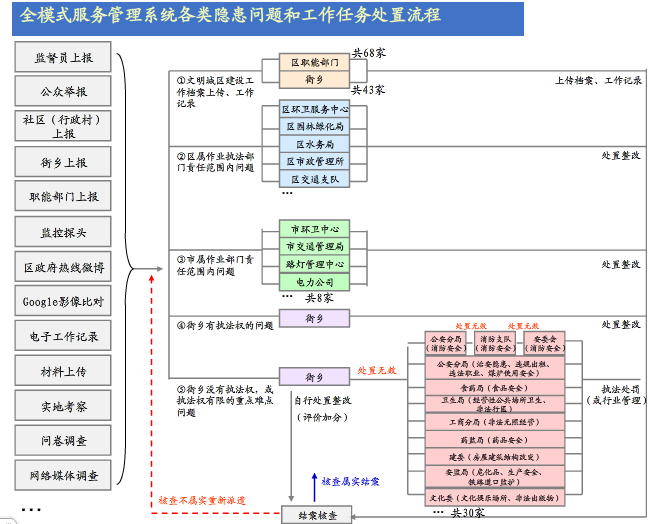 全模式服务管理系统各类隐患问题和工作任务处置流程
监督员上报
公众举报
社区（行政村）
上报
街乡上报
职能部门上报
监控探头
区政府热线微博
Google影像比对
电子工作记录
材料上传
实地考察
问卷调查
网络媒体调查
...
①文明城区建设工
作档案上传、工作
记录
区职能部门
街乡
共68家
共43家
上传档案、工作记录
②区属作业执法部
门责任范围内问题
区环卫服务中心
区园林绿化局
区水务局
区市政管理所
区交通支队
...
处置整改
③市属作业部门责
任范围内问题
市环卫中心
市交通管理局
路灯管理中心
电力公司
... 共8家
处置整改
④街乡有执法权的问题
街乡
处置整改
⑤街乡没有执法权，或
执法权有限的重点难点
问题
街乡
处置无效
自行处置整改
（评价加分）
处置无效
处置无效
公安分局
（消防安全）
消防支队
（消防安全）
安委会
（消防安全）
公安分局（治安隐患、违规出租、
违法职业、煤炉使用安全）
食药局（食品安全）
卫生局（经营性公共场所卫生、
非法行医）
工商分局（非法无照经营）
药监局（药品安全）
建委（房屋建筑结构改定）
安监局（危化品、生产安全、
铁路道口监护）
文化委（文化娱乐场所、非法出版物）
... 共30家
执法处罚
（或行业管理）
核查不属实重新派遣
核查属实结案
结案核查